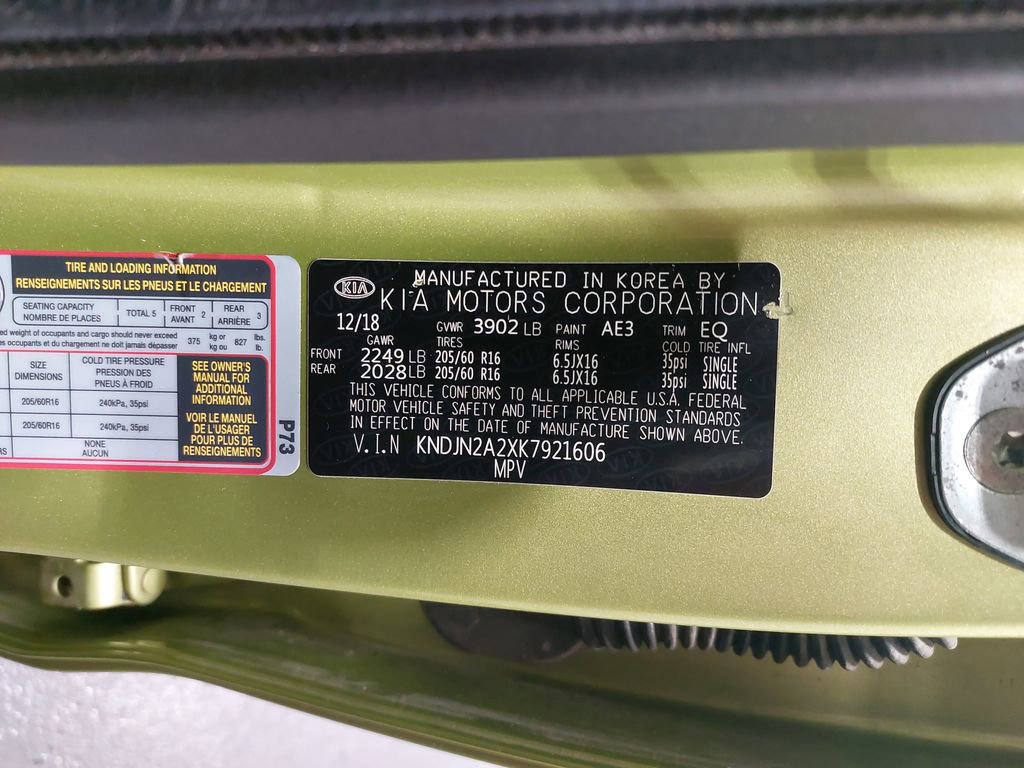 TIRE AND LOADING INFORMATION
RENSEIGNEMENTS SUR LES PNEUS ET LE CHARGEMENT
SEATING CAPACITY TOTAL 5 FRONT 2 REAR 3
NOMBRE DE PLACES AVANT ARRIÈRE
weight of occupants and cargo should never exceed 375 kg or 827 lbs.
occupants et du chargement ne doit jamais dépasser kg ou lb.
SIZE COLD TIRE PRESSURE
DIMENSIONS PRESSION DES
PNEUS À FROID
205/60R16 240kPa, 35psi
205/60R16 240kPa, 35psi
NONE
AUCUN
SEE OWNER'S
MANUAL FOR
ADDITIONAL
INFORMATION
VOIR LE MANUEL
DE L'USAGER
POUR PLUS DE
RENSEIGNEMENTS
P73
KIA
MANUFACTURED IN KOREA BY
KIA MOTORS CORPORATION
12/18 GVWR 3902 LB PAINT AE3 TRIM EQ
GAWR TIRES RIMS COLD TIRE INFL
FRONT 2249 LB 205/60 R16 6.5JX16 35psi SINGLE
REAR 2028 LB 205/60 R16 6.5JX16 35psi SINGLE
THIS VEHICLE CONFORMS TO ALL APPLICABLE U.S.A. FEDERAL
MOTOR VEHICLE SAFETY AND THEFT PREVENTION STANDARDS
IN EFFECT ON THE DATE OF MANUFACTURE SHOWN ABOVE.
V.I.N KNDJN2A2XK7921606
MPV